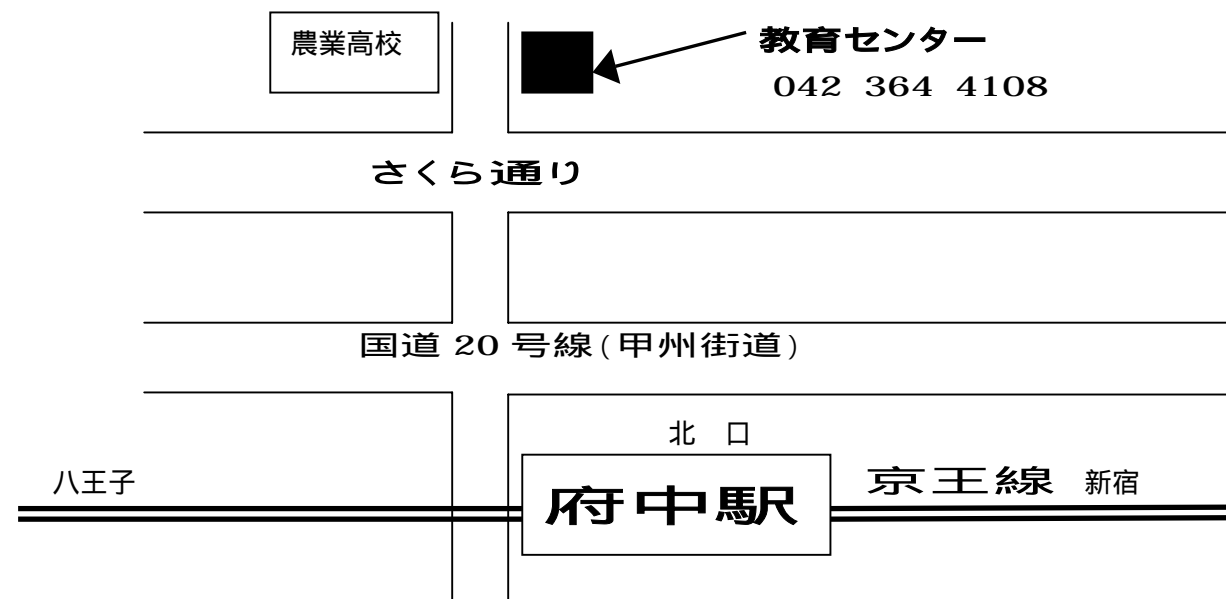 農業高校
教育センター
042 364 4108
さくら通り
国道 20 号線(甲州街道)
北 口
八王子
府中駅
京王線 新宿